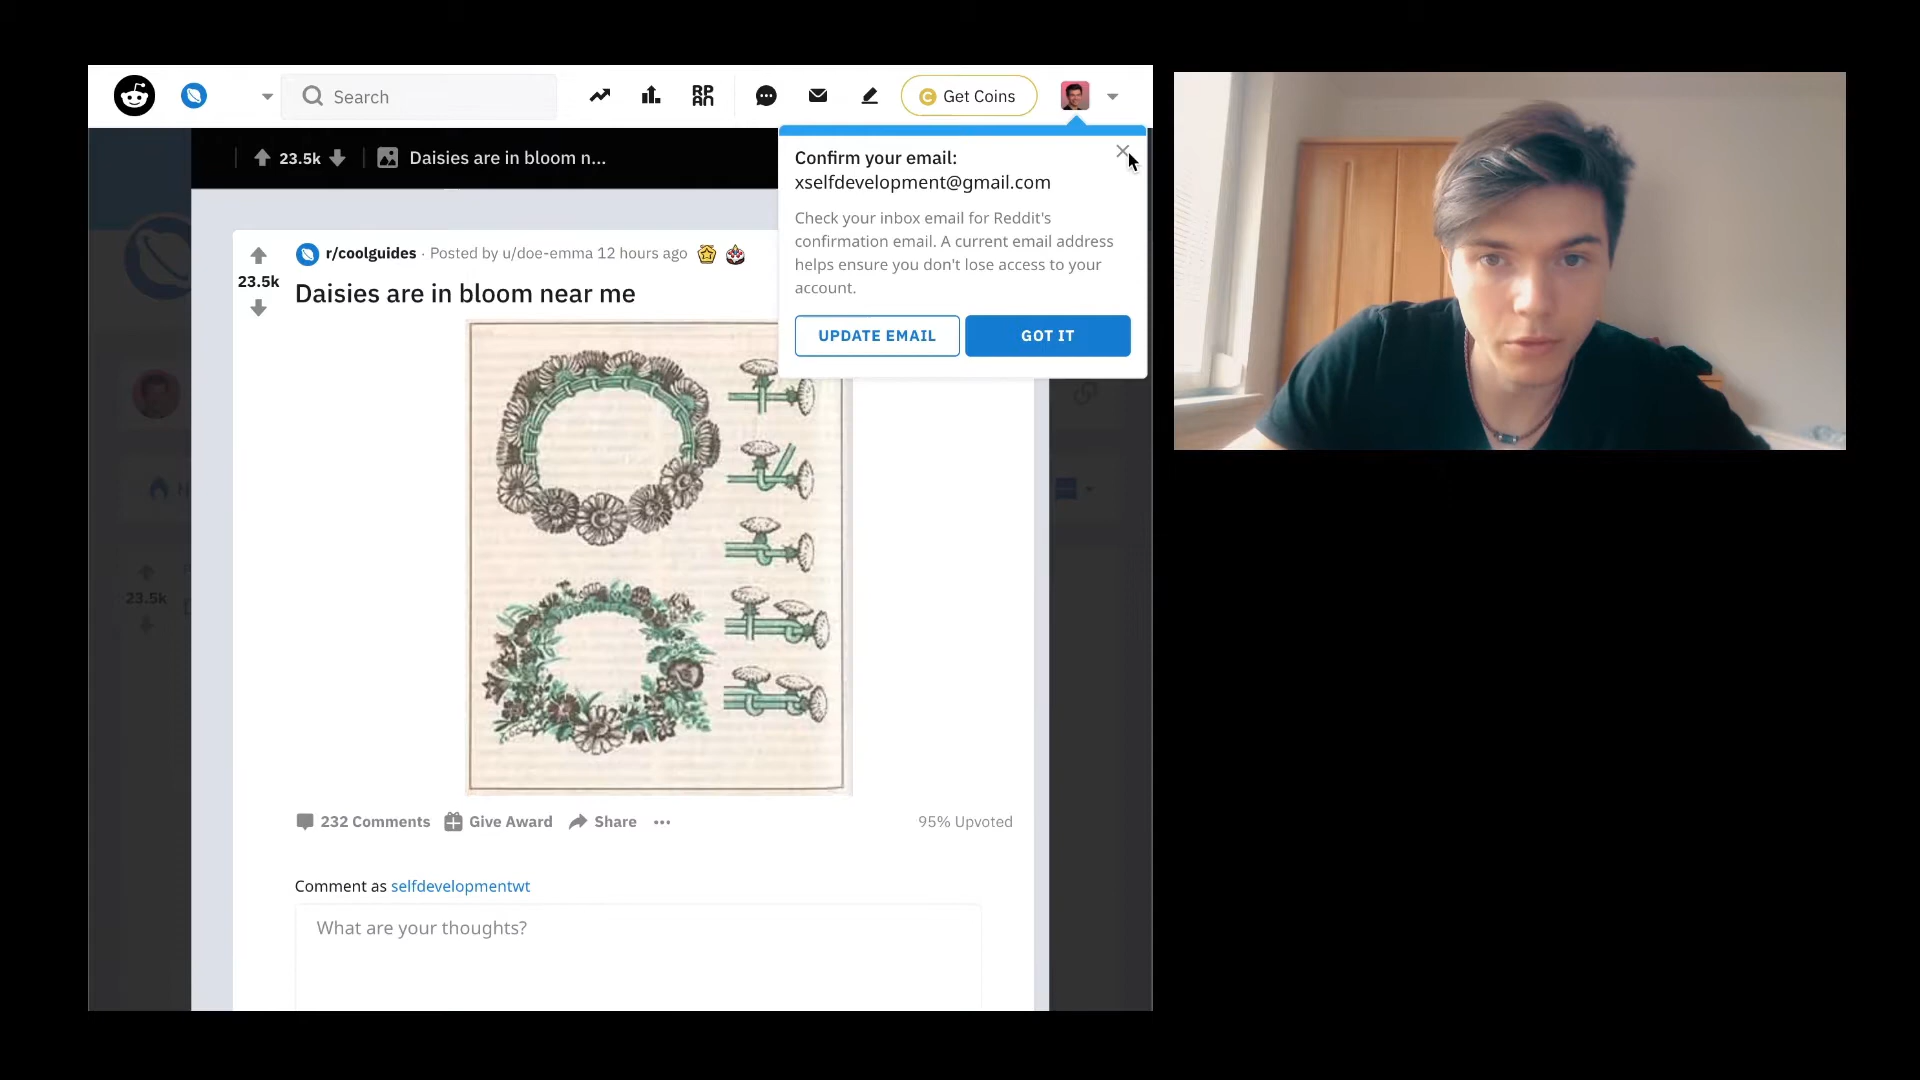 Search
RPAN
Get Coins
23.5k
Daisies are in bloom n...
Confirm your email:
xselfdevelopment@gmail.com
Check your inbox email for Reddit's
confirmation email. A current email address
helps ensure you don't lose access to your
account.
UPDATE EMAIL
GOT IT
r/coolguides · Posted by u/doe-emma 12 hours ago
23.5k
Daisies are in bloom near me
23.5k
232 Comments
Give Award
Share
95% Upvoted
Comment as selfdevelopmentwt
What are your thoughts?